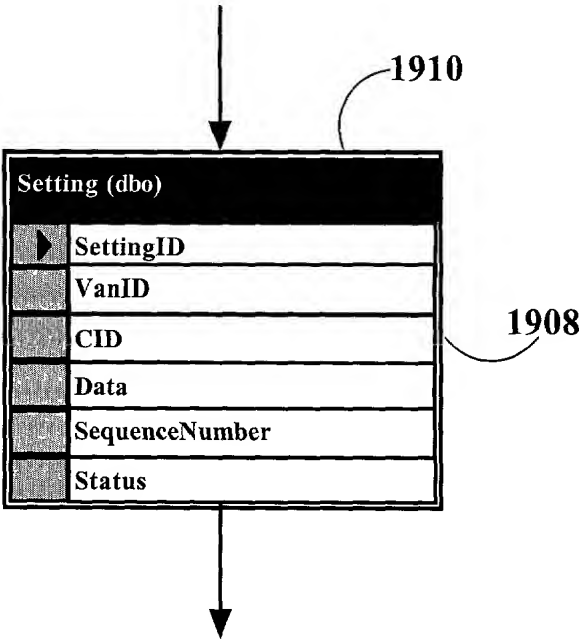 1910
Setting (dbo)
SettingID
VanID
CID
1908
Data
SequenceNumber
Status